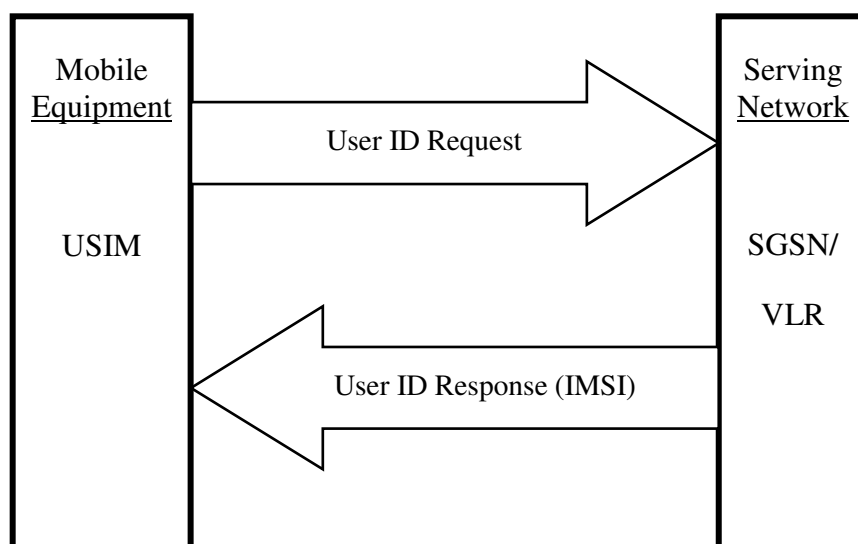 Mobile
Equipment
USIM
User ID Request
User ID Response (IMSI)
Serving
Network
SGSN/
VLR